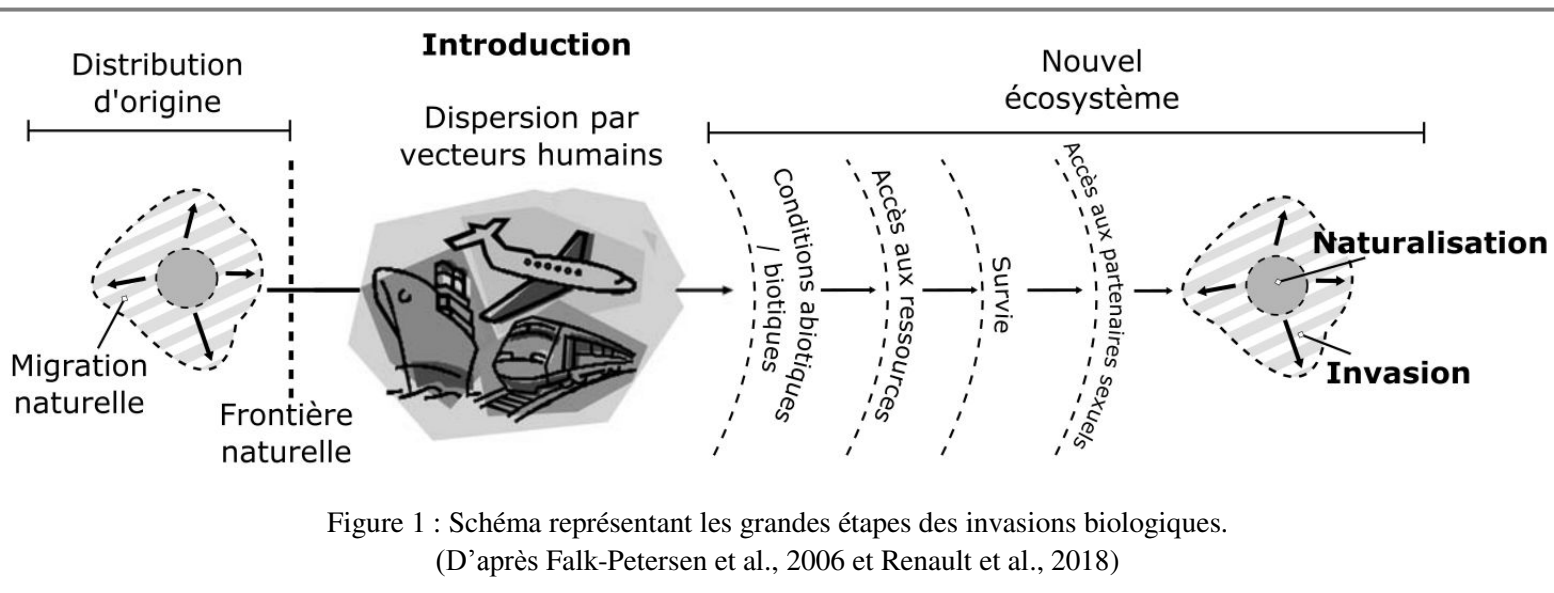 Distribution
d'origine
Introduction
Dispersion par
vecteurs humains
Nouvel
écosystème
Migration
naturelle
Frontière
naturelle
Conditions abiotiques
/ biotiques
Accès aux ressources
Survie
Accès aux partenaires sexuels
Naturalisation
Invasion
Figure 1 : Schéma représentant les grandes étapes des invasions biologiques.
(D’après Falk-Petersen et al., 2006 et Renault et al., 2018)